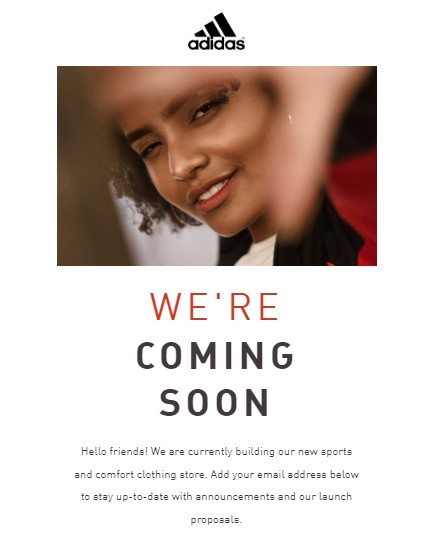 adidas
WE'RE
COMING
SOON
Hello friends! We are currently building our new sports
and comfort clothing store. Add your email address below
to stay up-to-date with announcements and our launch
proposals.